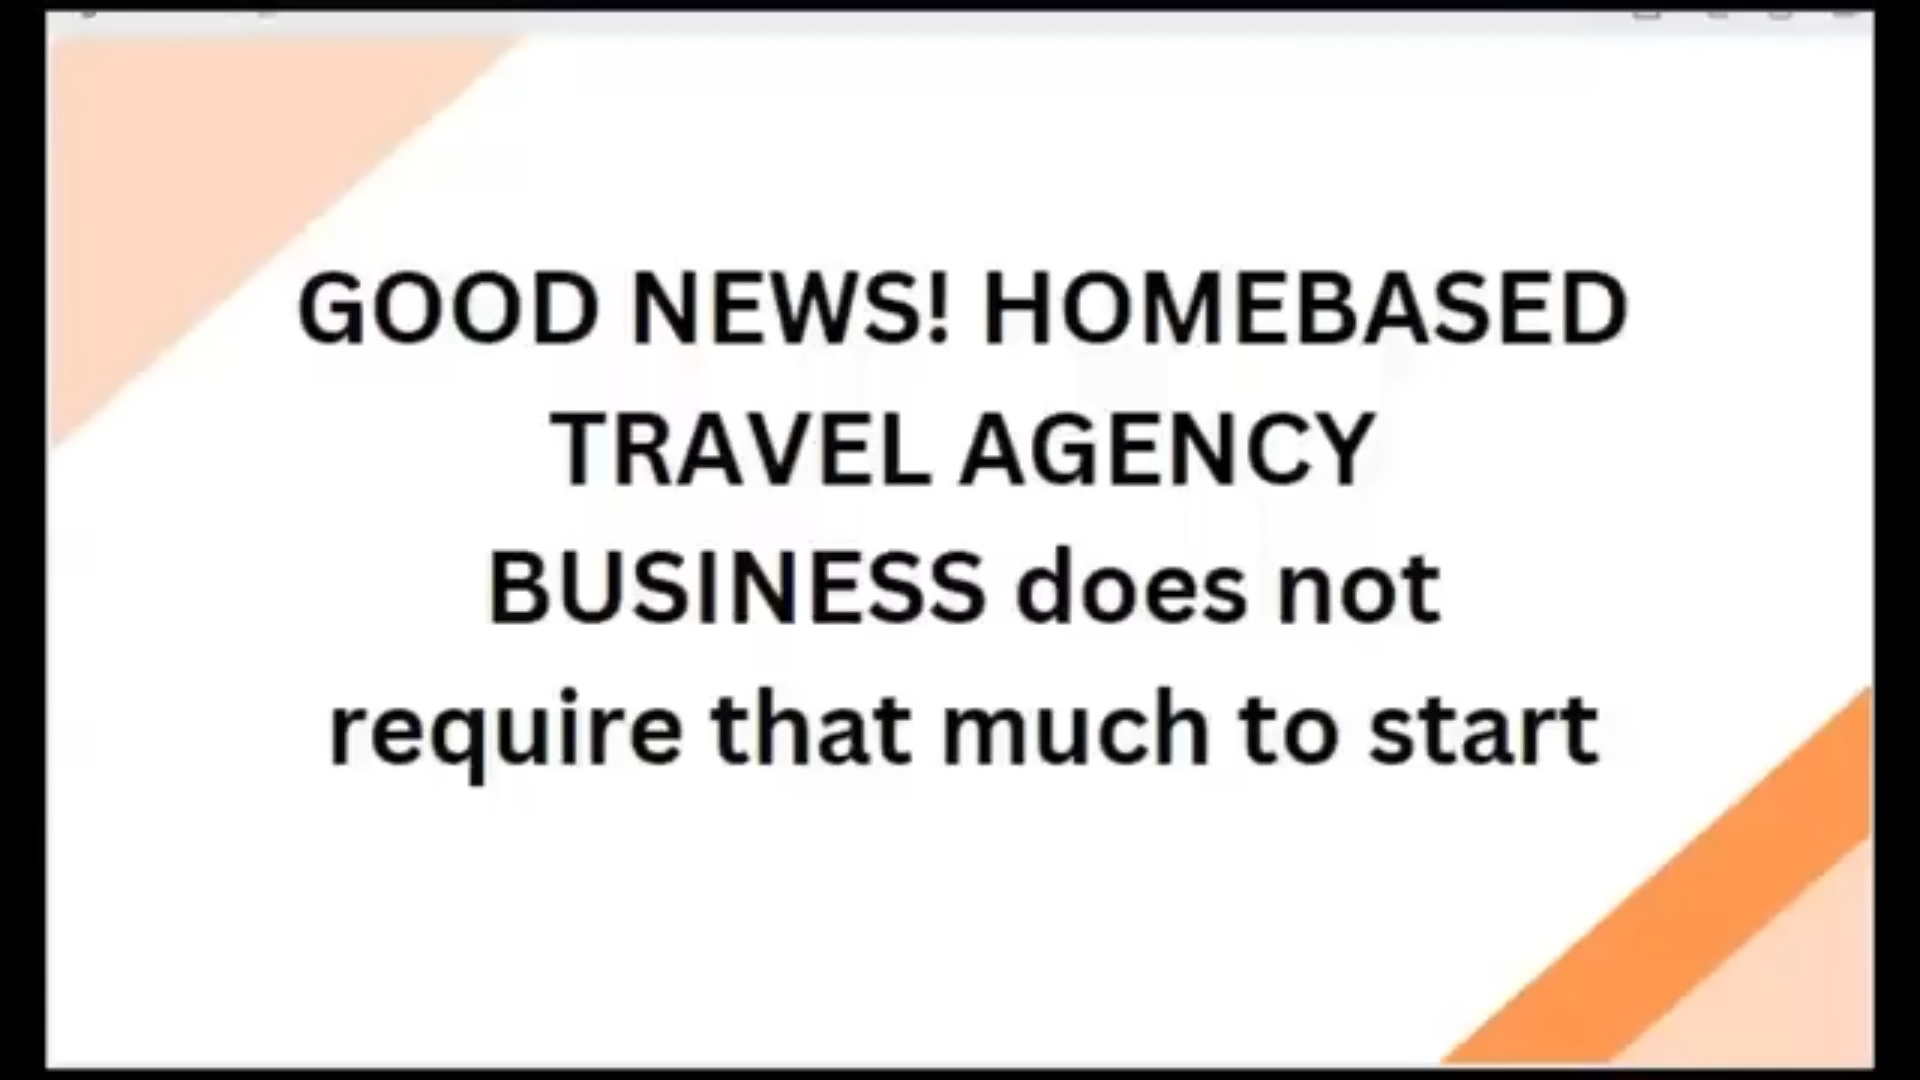 GOOD NEWS! HOMEBASED
TRAVEL AGENCY
BUSINESS does not
require that much to start